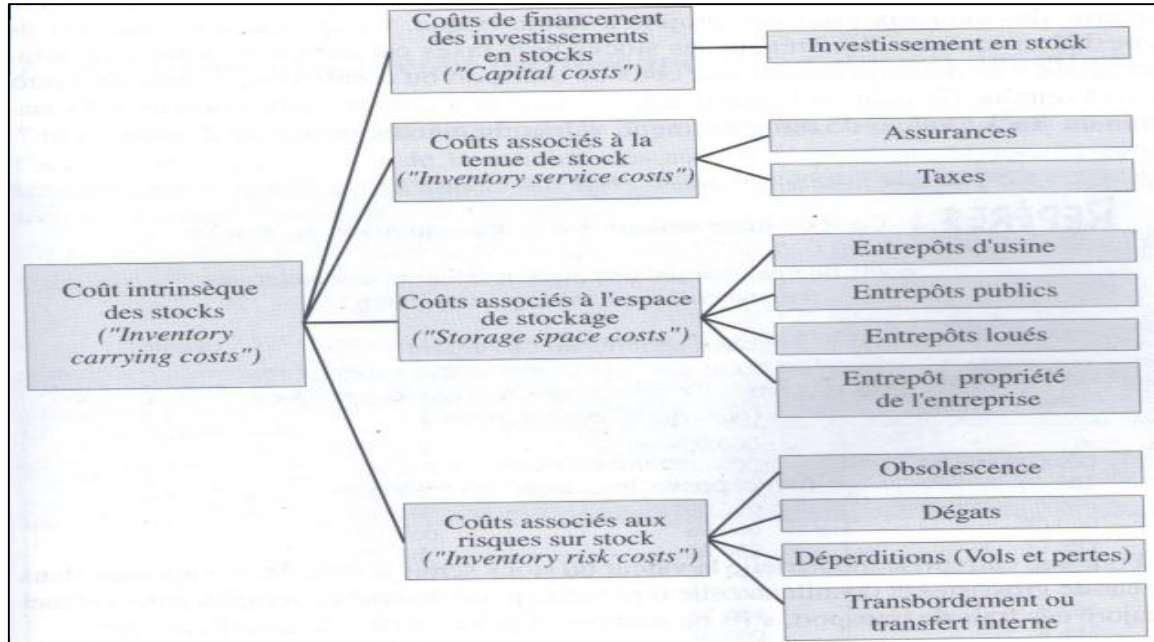 Coûts de financement
des investissements
en stocks
("Capital costs")
Investissement en stock
Coûts associés à la
tenue de stock
("Inventory service costs")
Assurances
Taxes
REPÈRES
Coût intrinsèque
des stocks
("Inventory
carrying costs")
Coûts associés à l'espace
de stockage
("Storage space costs")
Entrepôts d'usine
Entrepôts publics
Entrepôts loués
Entrepôt propriété
de l'entreprise
Coûts associés aux
risques sur stock
("Inventory risk costs")
Obsolescence
Dégats
Déperditions (Vols et pertes)
Transbordement ou
transfert interne